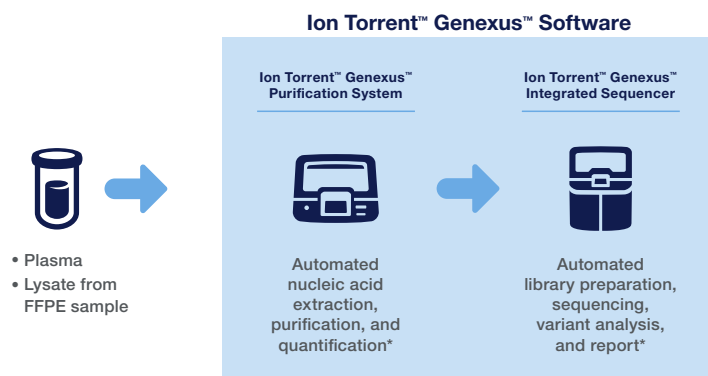 Ion Torrent™ Genexus™ Software
Ion Torrent™ Genexus™
Purification System
Ion Torrent™ Genexus™
Integrated Sequencer
• Plasma
• Lysate from
FFPE sample
Automated
nucleic acid
extraction,
purification, and
quantification*
Automated
library preparation,
sequencing,
variant analysis,
and report*